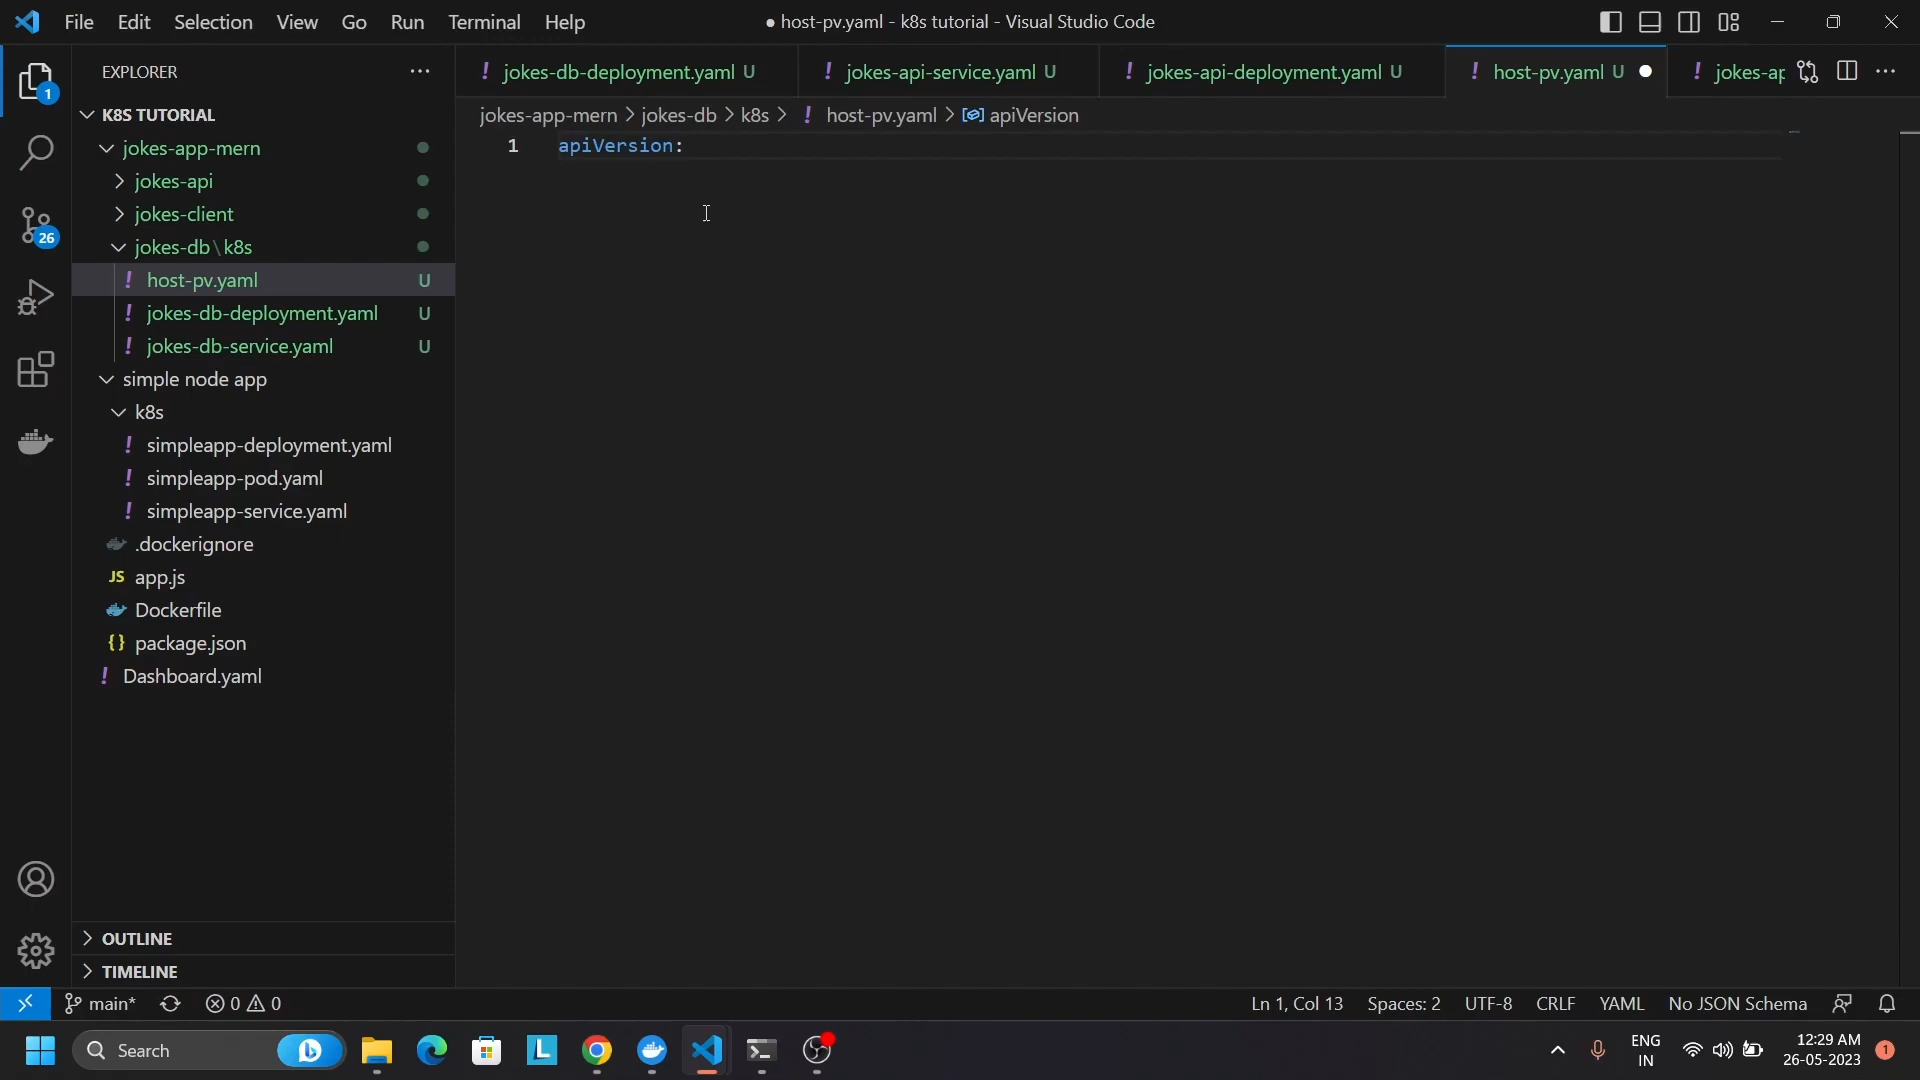 File Edit Selection View Go Run Terminal Help
● host-pv.yaml - k8s tutorial - Visual Studio Code
EXPLORER
! jokes-db-deployment.yaml U
! jokes-api-service.yaml U
! jokes-api-deployment.yaml U
! host-pv.yaml U
! jokes-ap
jokes-app-mern > jokes-db > k8s > ! host-pv.yaml > apiVersion
1 apiVersion:
1
26
K8S TUTORIAL
jokes-app-mern
jokes-api
jokes-client
jokes-db\k8s
! host-pv.yaml U
! jokes-db-deployment.yaml U
! jokes-db-service.yaml U
simple node app
k8s
! simpleapp-deployment.yaml
! simpleapp-pod.yaml
! simpleapp-service.yaml
.dockerignore
JS app.js
Dockerfile
{} package.json
! Dashboard.yaml
OUTLINE
TIMELINE
main* 0 0
Ln 1, Col 13 Spaces: 2 UTF-8 CRLF YAML No JSON Schema
Search
L
ENG
IN
12:29 AM
26-05-2023
1